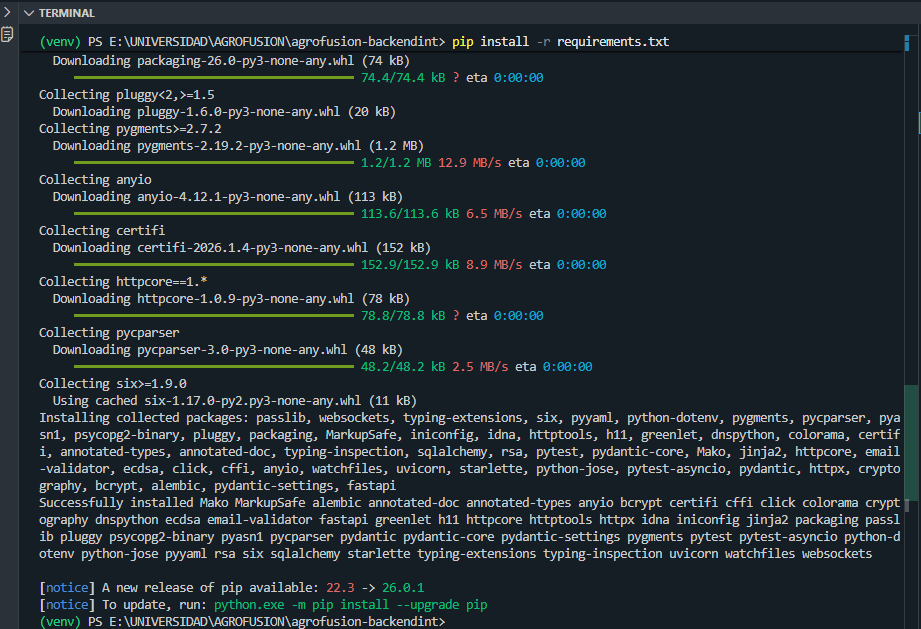 TERMINAL
(venv) PS E:\UNIVERSIDAD\AGROFUSION\agrofusion-backendint> pip install -r requirements.txt
Downloading packaging-26.0-py3-none-any.whl (74 kB)
74.4/74.4 kB ? eta 0:00:00
Collecting pluggy<2,>=1.5
Downloading pluggy-1.6.0-py3-none-any.whl (20 kB)
Collecting pygments>=2.7.2
Downloading pygments-2.19.2-py3-none-any.whl (1.2 MB)
1.2/1.2 MB 12.9 MB/s eta 0:00:00
Collecting anyio
Downloading anyio-4.12.1-py3-none-any.whl (113 kB)
113.6/113.6 kB 6.5 MB/s eta 0:00:00
Collecting certifi
Downloading certifi-2026.1.4-py3-none-any.whl (152 kB)
152.9/152.9 kB 8.9 MB/s eta 0:00:00
Collecting httpcore==1.*
Downloading httpcore-1.0.9-py3-none-any.whl (78 kB)
78.8/78.8 kB ? eta 0:00:00
Collecting pycparser
Downloading pycparser-3.0-py3-none-any.whl (48 kB)
48.2/48.2 kB 2.5 MB/s eta 0:00:00
Collecting six>=1.9.0
Using cached six-1.17.0-py2.py3-none-any.whl (11 kB)
Installing collected packages: passlib, websockets, typing-extensions, six, pyyaml, python-dotenv, pygments, pycparser, pya
sn1, psycopg2-binary, pluggy, packaging, MarkupSafe, iniconfig, idna, httptools, h11, greenlet, dnspython, colorama, certif
i, annotated-types, annotated-doc, typing-inspection, sqlalchemy, rsa, pytest, pydantic-core, Mako, jinja2, httpcore, email
-validator, ecdsa, click, cffi, anyio, watchfiles, uvicorn, starlette, python-jose, pytest-asyncio, pydantic, httpx, crypto
graphy, bcrypt, alembic, pydantic-settings, fastapi
Successfully installed Mako MarkupSafe alembic annotated-doc annotated-types anyio bcrypt certifi cffi click colorama crypt
ography dnspython ecdsa email-validator fastapi greenlet h11 httpcore httptools httpx idna iniconfig jinja2 packaging passl
ib pluggy psycopg2-binary pyasn1 pycparser pydantic pydantic-core pydantic-settings pygments pytest pytest-asyncio python-d
otenv python-jose pyyaml rsa six sqlalchemy starlette typing-extensions typing-inspection uvicorn watchfiles websockets
[notice] A new release of pip available: 22.3 -> 26.0.1
[notice] To update, run: python.exe -m pip install --upgrade pip
(venv) PS E:\UNIVERSIDAD\AGROFUSION\agrofusion-backendint>